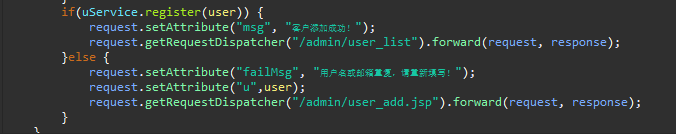 }
if(uService.register(user)) {
request.setAttribute("msg", "客户添加成功!");
request.getRequestDispatcher("/admin/user_list").forward(request, response);
}else {
request.setAttribute("failMsg", "用户名或邮箱重复,请重新填写!");
request.setAttribute("u",user);
request.getRequestDispatcher("/admin/user_add.jsp").forward(request, response);
}
}